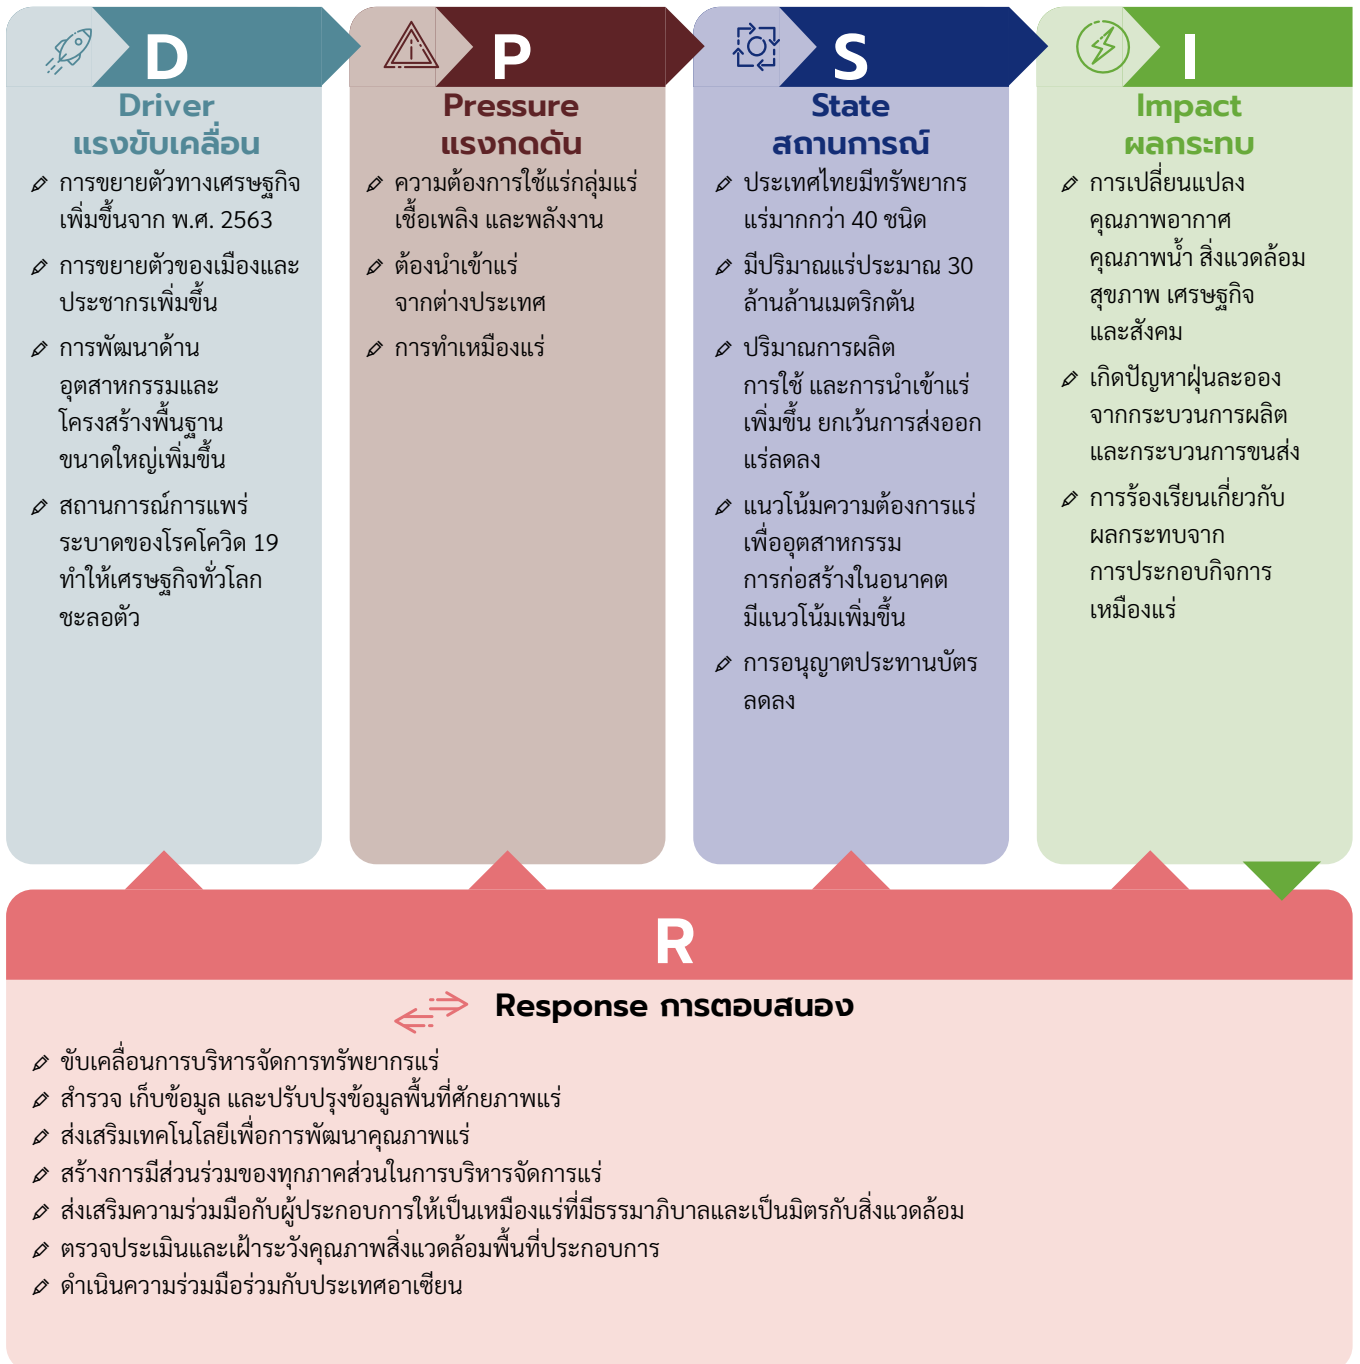 D
Driver
แรงขับเคลื่อน
การขยายตัวทางเศรษฐกิจ
เพิ่มขึ้นจาก พ.ศ. 2563
การขยายตัวของเมืองและ
ประชากรเพิ่มขึ้น
การพัฒนาด้าน
อุตสาหกรรมและ
โครงสร้างพื้นฐาน
ขนาดใหญ่เพิ่มขึ้น
สถานการณ์การแพร่
ระบาดของโรคโควิด 19
ทำให้เศรษฐกิจทั่วโลก
ชะลอตัว
P
Pressure
แรงกดดัน
ความต้องการใช้แร่กลุ่มแร่
เชื้อเพลิง และพลังงาน
ต้องนำเข้าแร่
จากต่างประเทศ
การทำเหมืองแร่
S
State
สถานการณ์
ประเทศไทยมีทรัพยากร
แร่มากกว่า 40 ชนิด
มีปริมาณแร่ประมาณ 30
ล้านล้านเมตริกตัน
ปริมาณการผลิต
การใช้ และการนำเข้าแร่
เพิ่มขึ้น ยกเว้นการส่งออก
แร่ลดลง
แนวโน้มความต้องการแร่
เพื่ออุตสาหกรรม
การก่อสร้างในอนาคต
มีแนวโน้มเพิ่มขึ้น
การอนุญาตประทานบัตร
ลดลง
I
Impact
ผลกระทบ
การเปลี่ยนแปลง
คุณภาพอากาศ
คุณภาพน้ำ สิ่งแวดล้อม
สุขภาพ เศรษฐกิจ
และสังคม
เกิดปัญหาฝุ่นละออง
จากกระบวนการผลิต
และกระบวนการขนส่ง
การร้องเรียนเกี่ยวกับ
ผลกระทบจาก
การประกอบกิจการ
เหมืองแร่
R
Response การตอบสนอง
ขับเคลื่อนการบริหารจัดการทรัพยากรแร่
สำรวจ เก็บข้อมูล และปรับปรุงข้อมูลพื้นที่ศักยภาพแร่
ส่งเสริมเทคโนโลยีเพื่อการพัฒนาคุณภาพแร่
สร้างการมีส่วนร่วมของทุกภาคส่วนในการบริหารจัดการแร่
ส่งเสริมความร่วมมือกับผู้ประกอบการให้เป็นเหมืองแร่ที่มีธรรมาภิบาลและเป็นมิตรกับสิ่งแวดล้อม
ตรวจประเมินและเฝ้าระวังคุณภาพสิ่งแวดล้อมพื้นที่ประกอบการ
ดำเนินความร่วมมือร่วมกับประเทศอาเซียน